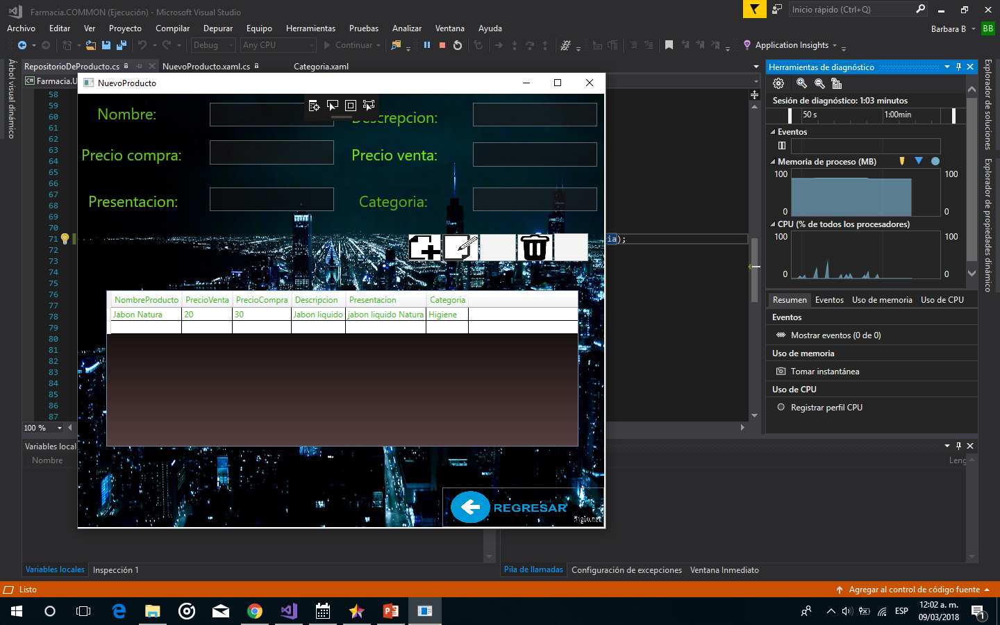 Farmacia.COMMON (Ejecución) - Microsoft Visual Studio
Inicio rápido (Ctrl+Q)
Archivo Editar Ver Proyecto Compilar Depurar Equipo Herramientas Pruebas Analizar Ventana Ayuda
Barbara B BB
Debug Any CPU Continuar Application Insights
Árbol visual dinámico
RepositorioDeProducto.cs NuevoProducto.xaml.cs Categoria.xaml
C# Farmacia.U
NuevoProducto
58
59
60
61
62
63
64
65
66
67
68
69
70
71
72
73
74
75
76
77
78
79
80
81
82
83
84
85
86
87
ia);
Nombre:
Descrepcion:
Precio compra:
Precio venta:
Presentacion:
Categoria:
NombreProducto PrecioVenta PrecioCompra Descripcion Presentacion Categoria
Jabon Natura 20 30 Jabon liquido jabon liquido Natura Higiene
REGRESAR
Niglo.net
100 %
Herramientas de diagnóstico
Sesión de diagnóstico: 1:03 minutos
50 s 1:00min
Eventos
Memoria de proceso (MB)
100 100
0 0
CPU (% de todos los procesadores)
100 100
0 0
Resumen Eventos Uso de memoria Uso de CPU
Eventos
Mostrar eventos (0 de 0)
Uso de memoria
Tomar instantánea
Uso de CPU
Registrar perfil CPU
Explorador de soluciones
Explorador de propiedades dinámico
Variables local
Nombre
Leng
Variables locales Inspección 1
Pila de llamadas Configuración de excepciones Ventana Inmediato
Listo
Agregar al control de código fuente
ESP
12:02 a. m.
09/03/2018
1